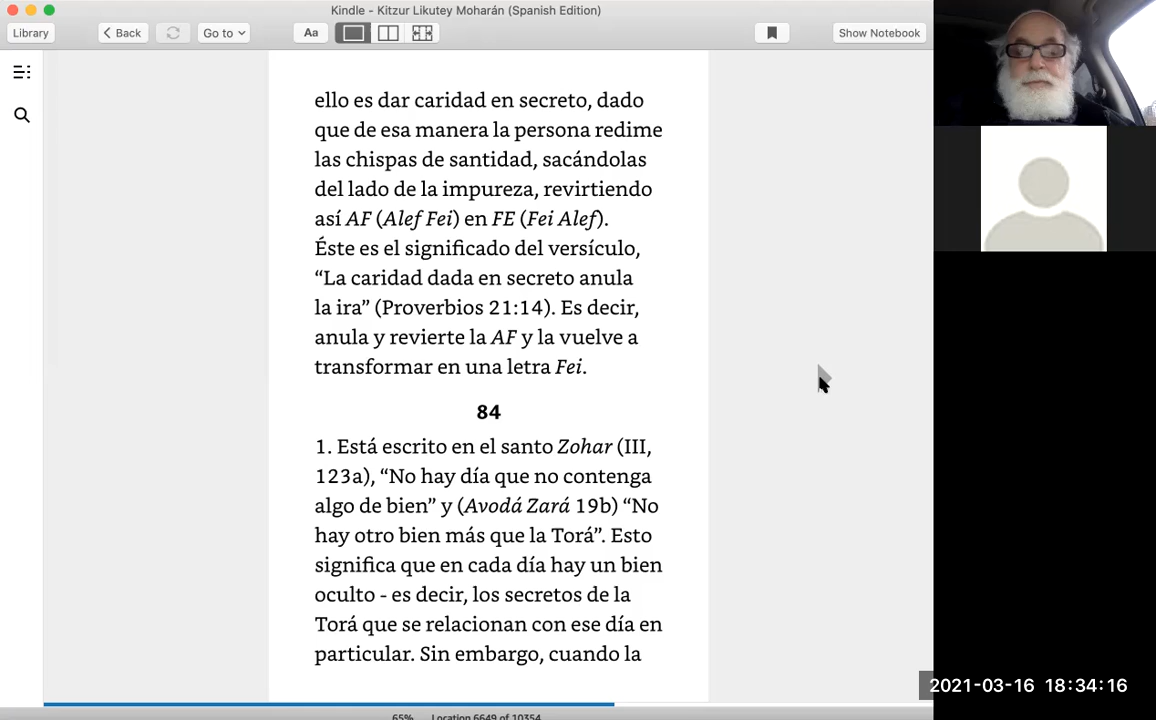 Kindle - Kitzur Likutey Moharán (Spanish Edition)
Library
Back
Go to
Aa
Show Notebook
ello es dar caridad en secreto, dado
que de esa manera la persona redime
las chispas de santidad, sacándolas
del lado de la impureza, revirtiendo
así AF (Alef Fei) en FE (Fei Alef).
Éste es el significado del versículo,
“La caridad dada en secreto anula
la ira” (Proverbios 21:14). Es decir,
anula y revierte la AF y la vuelve a
transformar en una letra Fei.
84
1. Está escrito en el santo Zohar (III,
123a), “No hay día que no contenga
algo de bien” y (Avodá Zará 19b) “No
hay otro bien más que la Torá”. Esto
significa que en cada día hay un bien
oculto - es decir, los secretos de la
Torá que se relacionan con ese día en
particular. Sin embargo, cuando la
2021-03-16 18:34:16
65% Location 6649 of 10354